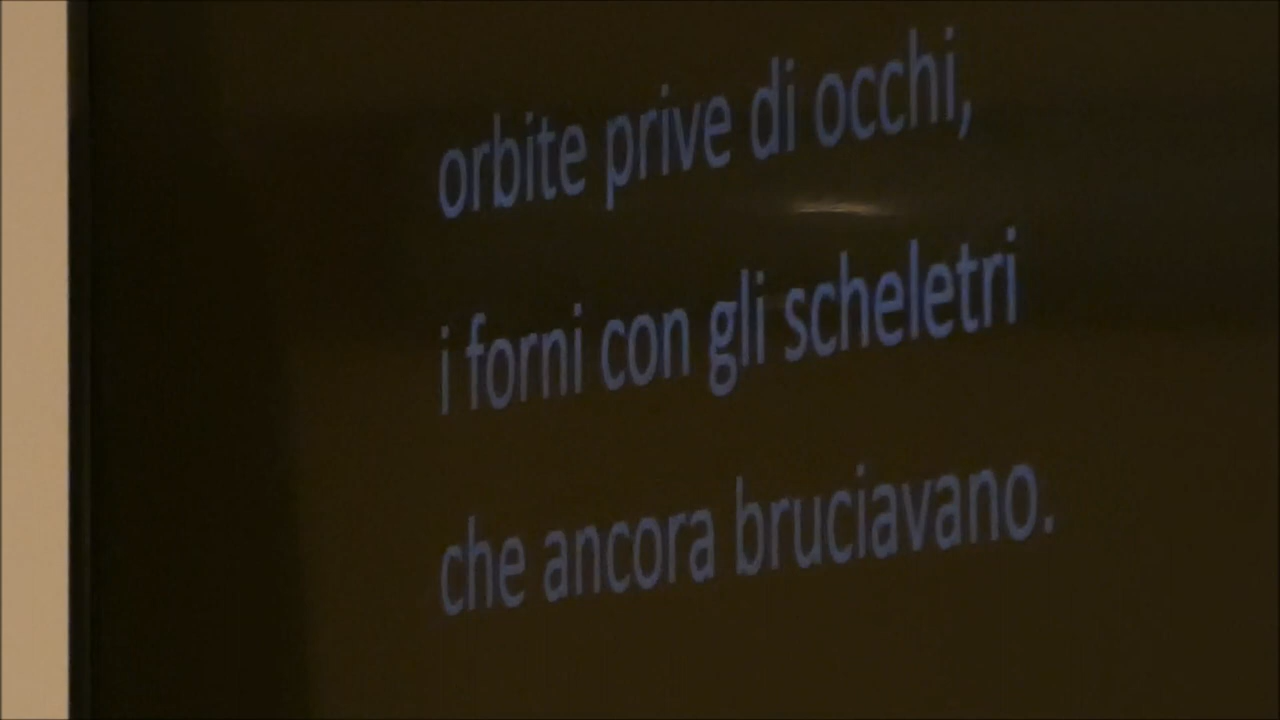 orbite prive di occhi,
i forni con gli scheletri
che ancora bruciavano.